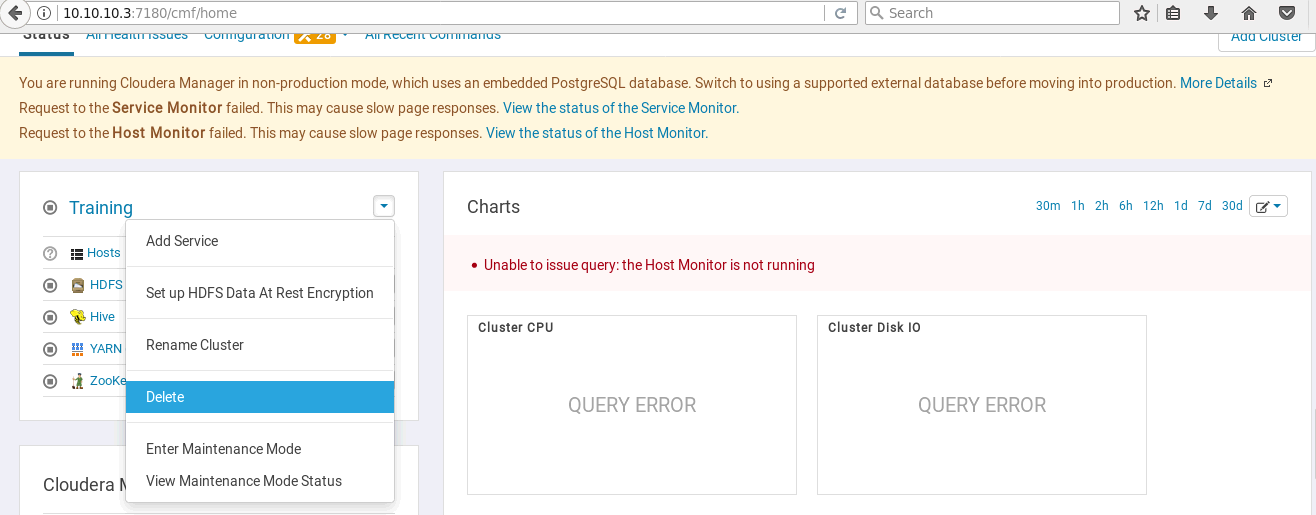 10.10.10.3:7180/cmf/home
Search
Status All Health Issues Configuration 28 All Recent Commands
Add Cluster
You are running Cloudera Manager in non-production mode, which uses an embedded PostgreSQL database. Switch to using a supported external database before moving into production. More Details
Request to the Service Monitor failed. This may cause slow page responses. View the status of the Service Monitor.
Request to the Host Monitor failed. This may cause slow page responses. View the status of the Host Monitor.
Training
Hosts
HDFS
Hive
YARN
ZooKe
Add Service
Set up HDFS Data At Rest Encryption
Rename Cluster
Delete
Enter Maintenance Mode
View Maintenance Mode Status
Cloudera M
Charts
30m 1h 2h 6h 12h 1d 7d 30d
Unable to issue query: the Host Monitor is not running
Cluster CPU
QUERY ERROR
Cluster Disk IO
QUERY ERROR